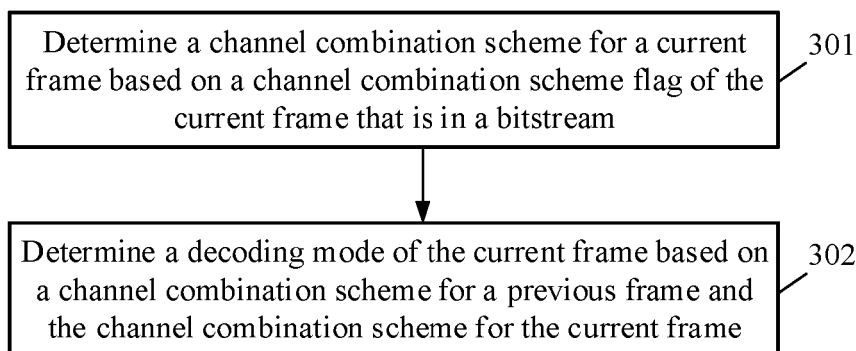 Determine a channel combination scheme for a current
frame based on a channel combination scheme flag of the
current frame that is in a bitstream
301
Determine a decoding mode of the current frame based on
a channel combination scheme for a previous frame and
the channel combination scheme for the current frame
302